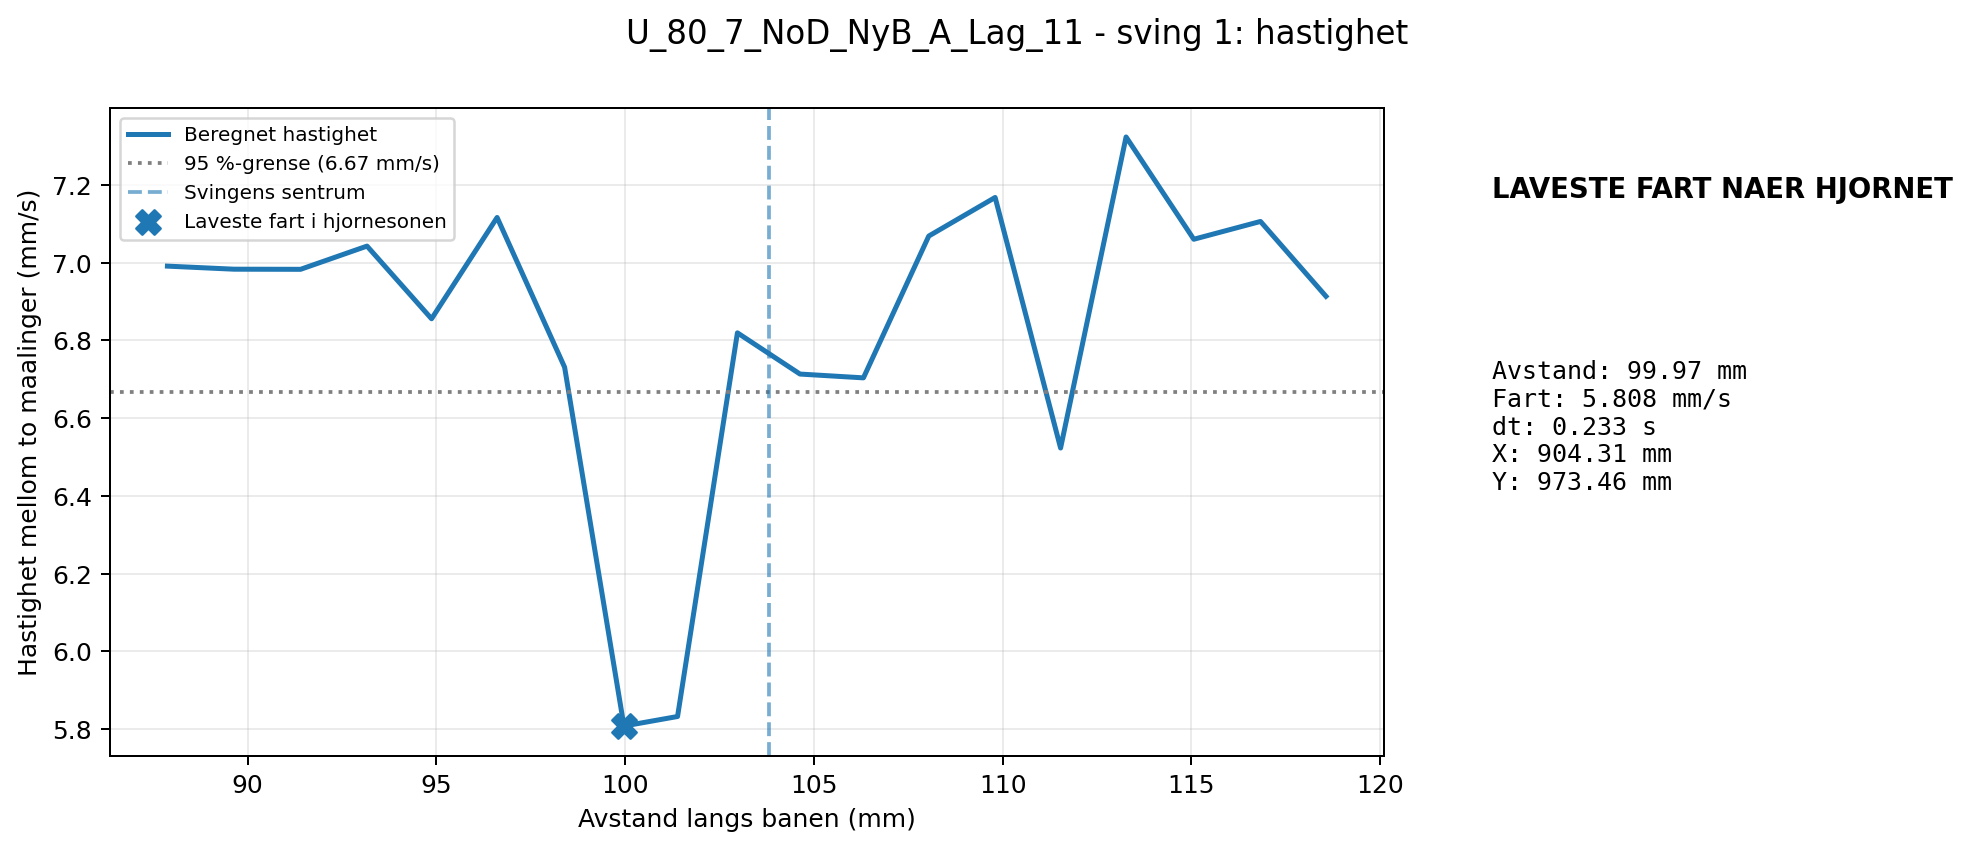 U_80_7_NoD_NyB_A_Lag_11 - sving 1: hastighet
Beregnet hastighet
95 %-grense (6.67 mm/s)
Svingens sentrum
Laveste fart i hjornesonen
Hastighet mellom to maalinger (mm/s)
7.2
7.0
6.8
6.6
6.4
6.2
6.0
5.8
90
95
100
105
110
115
120
Avstand langs banen (mm)
LAVESTE FART NAER HJORNET
Avstand: 99.97 mm
Fart: 5.808 mm/s
dt: 0.233 s
X: 904.31 mm
Y: 973.46 mm